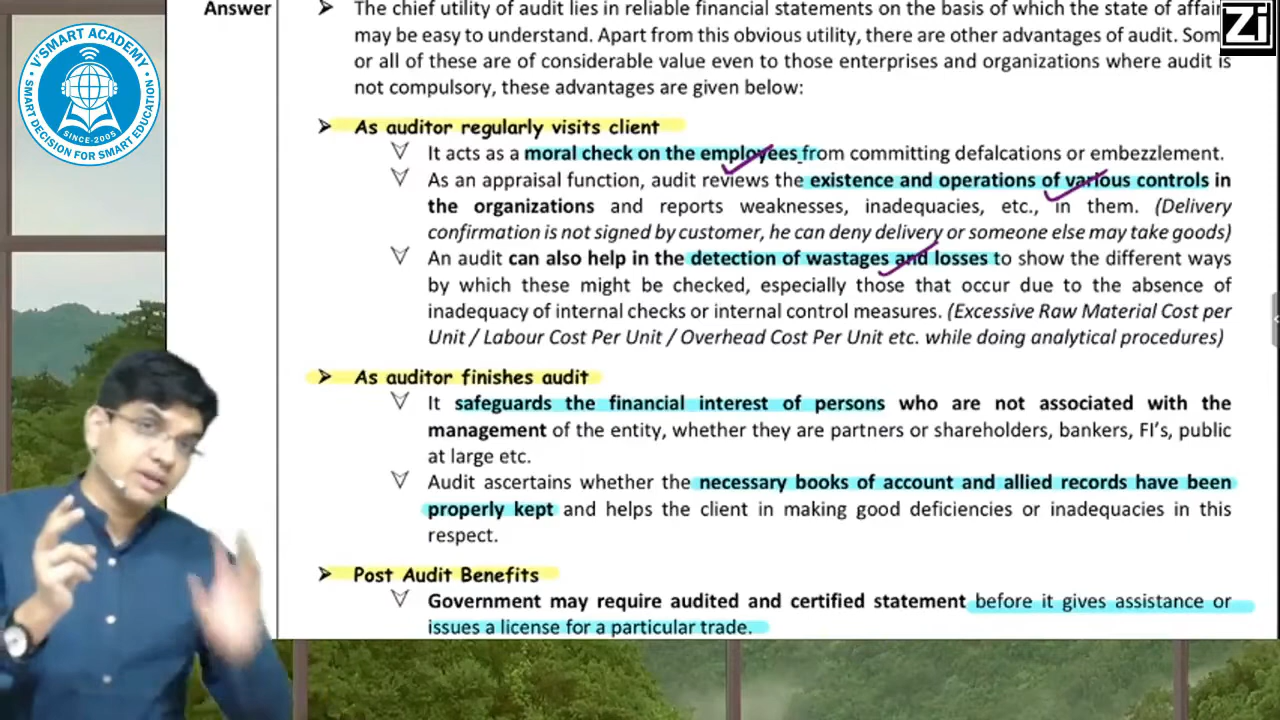 Answer
➢ The chief utility of audit lies in reliable financial statements on the basis of which the state of affair
may be easy to understand. Apart from this obvious utility, there are other advantages of audit. Som
or all of these are of considerable value even to those enterprises and organizations where audit is
not compulsory, these advantages are given below:
➢ As auditor regularly visits client
It acts as a moral check on the employees from committing defalcations or embezzlement.
As an appraisal function, audit reviews the existence and operations of various controls in
the organizations and reports weaknesses, inadequacies, etc., in them. (Delivery
confirmation is not signed by customer, he can deny delivery or someone else may take goods)
An audit can also help in the detection of wastages and losses to show the different ways
by which these might be checked, especially those that occur due to the absence of
inadequacy of internal checks or internal control measures. (Excessive Raw Material Cost per
Unit / Labour Cost Per Unit / Overhead Cost Per Unit etc. while doing analytical procedures)
➢ As auditor finishes audit
It safeguards the financial interest of persons who are not associated with the
management of the entity, whether they are partners or shareholders, bankers, FI's, public
at large etc.
Audit ascertains whether the necessary books of account and allied records have been
properly kept and helps the client in making good deficiencies or inadequacies in this
respect.
➢ Post Audit Benefits
Government may require audited and certified statement before it gives assistance or
issues a license for a particular trade.
V'SMART ACADEMY
SINCE-2005
SMART DECISION FOR SMART EDUCATION
Zi